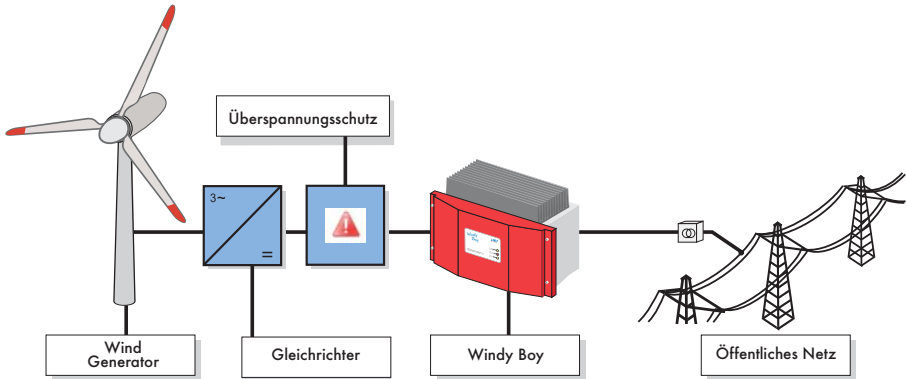 Überspannungsschutz
3~
=
Wind
Generator
Gleichrichter
Windy Boy
Öffentliches Netz